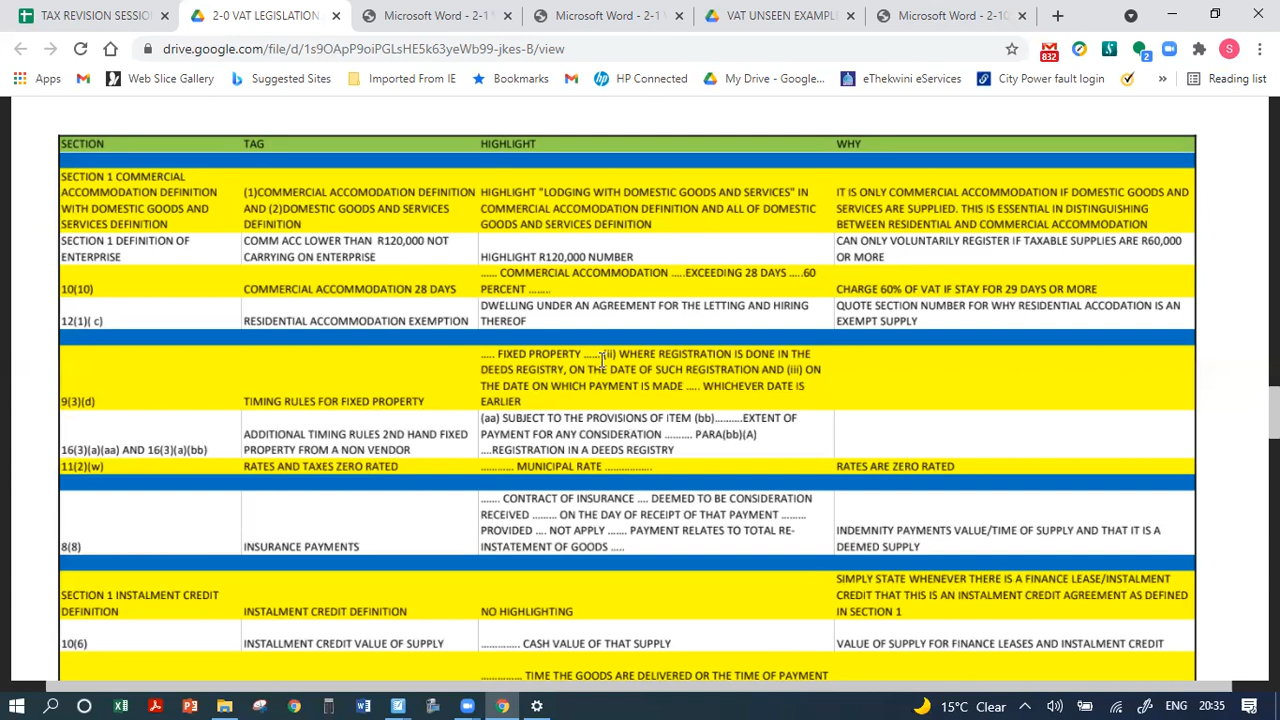 TAX REVISION SESSIO
2-0 VAT LEGISLATION
Microsoft Word - 2-1
Microsoft Word - 2-1
VAT UNSEEN EXAMPLE
Microsoft Word - 2-10
drive.google.com/file/d/1s9OApP9oiPGLsHE5k63yeWb99-jkes-B/view
832
2
S
Apps
Web Slice Gallery
Suggested Sites
Imported From IE
Bookmarks
HP Connected
My Drive - Google...
eThekwini eServices
City Power fault login
»
Reading list
SECTION TAG HIGHLIGHT WHY
SECTION 1 COMMERCIAL
ACCOMMODATION DEFINITION (1)COMMERCIAL ACCOMODATION DEFINITION HIGHLIGHT "LODGING WITH DOMESTIC GOODS AND SERVICES" IN IT IS ONLY COMMERCIAL ACCOMMODATION IF DOMESTIC GOODS AND
WITH DOMESTIC GOODS AND AND (2)DOMESTIC GOODS AND SERVICES COMMERCIAL ACCOMODATION DEFINITION AND ALL OF DOMESTIC SERVICES ARE SUPPLIED. THIS IS ESSENTIAL IN DISTINGUISHING
SERVICES DEFINITION DEFINITION GOODS AND SERVICES DEFINITION BETWEEN RESIDENTIAL AND COMMERCIAL ACCOMMODATION
SECTION 1 DEFINITION OF COMM ACC LOWER THAN R120,000 NOT CAN ONLY VOLUNTARILY REGISTER IF TAXABLE SUPPLIES ARE R60,000
ENTERPRISE CARRYING ON ENTERPRISE HIGHLIGHT R120,000 NUMBER OR MORE
...... COMMERCIAL ACCOMMODATION .....EXCEEDING 28 DAYS .....60
10(10) COMMERCIAL ACCOMMODATION 28 DAYS PERCENT ........ CHARGE 60% OF VAT IF STAY FOR 29 DAYS OR MORE
DWELLING UNDER AN AGREEMENT FOR THE LETTING AND HIRING QUOTE SECTION NUMBER FOR WHY RESIDENTIAL ACCODATION IS AN
12(1)( c) RESIDENTIAL ACCOMMODATION EXEMPTION THEREOF EXEMPT SUPPLY
..... FIXED PROPERTY ......(ii) WHERE REGISTRATION IS DONE IN THE
DEEDS REGISTRY, ON THE DATE OF SUCH REGISTRATION AND (iii) ON
THE DATE ON WHICH PAYMENT IS MADE ..... WHICHEVER DATE IS
9(3)(d) TIMING RULES FOR FIXED PROPERTY EARLIER
(aa) SUBJECT TO THE PROVISIONS OF ITEM (bb)..........EXTENT OF
ADDITIONAL TIMING RULES 2ND HAND FIXED PAYMENT FOR ANY CONSIDERATION .......... PARA(bb)(A)
16(3)(a)(aa) AND 16(3)(a)(bb) PROPERTY FROM A NON VENDOR ....REGISTRATION IN A DEEDS REGISTRY
11(2)(w) RATES AND TAXES ZERO RATED ............ MUNICIPAL RATE ................ RATES ARE ZERO RATED
....... CONTRACT OF INSURANCE .... DEEMED TO BE CONSIDERATION
RECEIVED ......... ON THE DAY OF RECEIPT OF THAT PAYMENT .........
PROVIDED .... NOT APPLY ....... PAYMENT RELATES TO TOTAL RE- INDEMNITY PAYMENTS VALUE/TIME OF SUPPLY AND THAT IT IS A
8(8) INSURANCE PAYMENTS INSTATEMENT OF GOODS ..... DEEMED SUPPLY
SIMPLY STATE WHENEVER THERE IS A FINANCE LEASE/INSTALMENT
SECTION 1 INSTALMENT CREDIT CREDIT THAT THIS IS AN INSTALMENT CREDIT AGREEMENT AS DEFINED
DEFINITION INSTALMENT CREDIT DEFINITION NO HIGHLIGHTING IN SECTION 1
10(6) INSTALLMENT CREDIT VALUE OF SUPPLY .............. CASH VALUE OF THAT SUPPLY VALUE OF SUPPLY FOR FINANCE LEASES AND INSTALMENT CREDIT
.............. TIME THE GOODS ARE DELIVERED OR THE TIME OF PAYMENT
15°C Clear
20:35